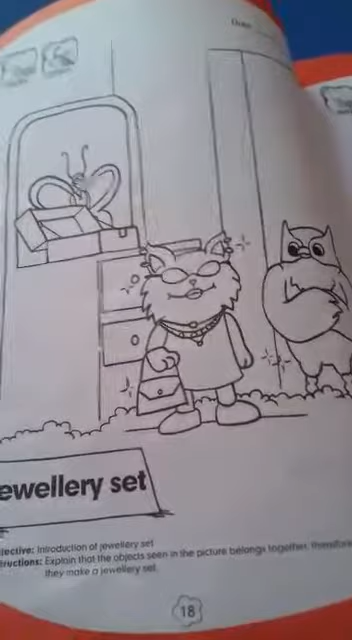 Date:
ewellery set
jective: Introduction of jewellery set
ructions: Explain that the objects seen in the picture belongs together, therefore
they make a jewellery set.
18